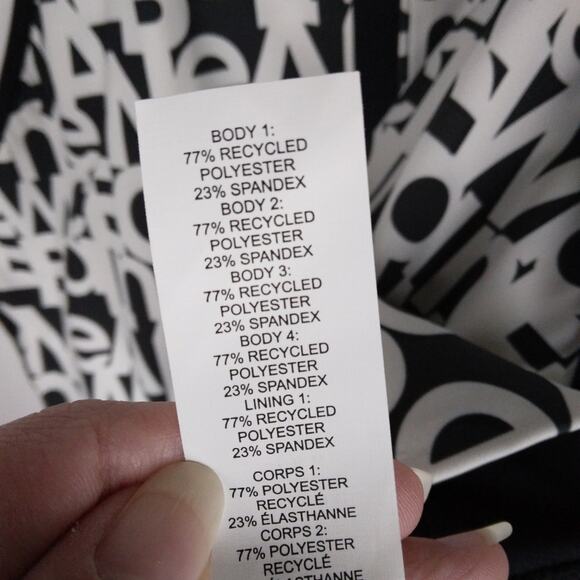 BODY 1:
77% RECYCLED
POLYESTER
23% SPANDEX
BODY 2:
77% RECYCLED
POLYESTER
23% SPANDEX
BODY 3:
77% RECYCLED
POLYESTER
23% SPANDEX
BODY 4:
77% RECYCLED
POLYESTER
23% SPANDEX
LINING 1:
77% RECYCLED
POLYESTER
23% SPANDEX
CORPS 1:
77% POLYESTER
RECYCLÉ
23% ÉLASTHANNE
CORPS 2:
77% POLYESTER
RECYCLÉ
ÉLASTHANNE